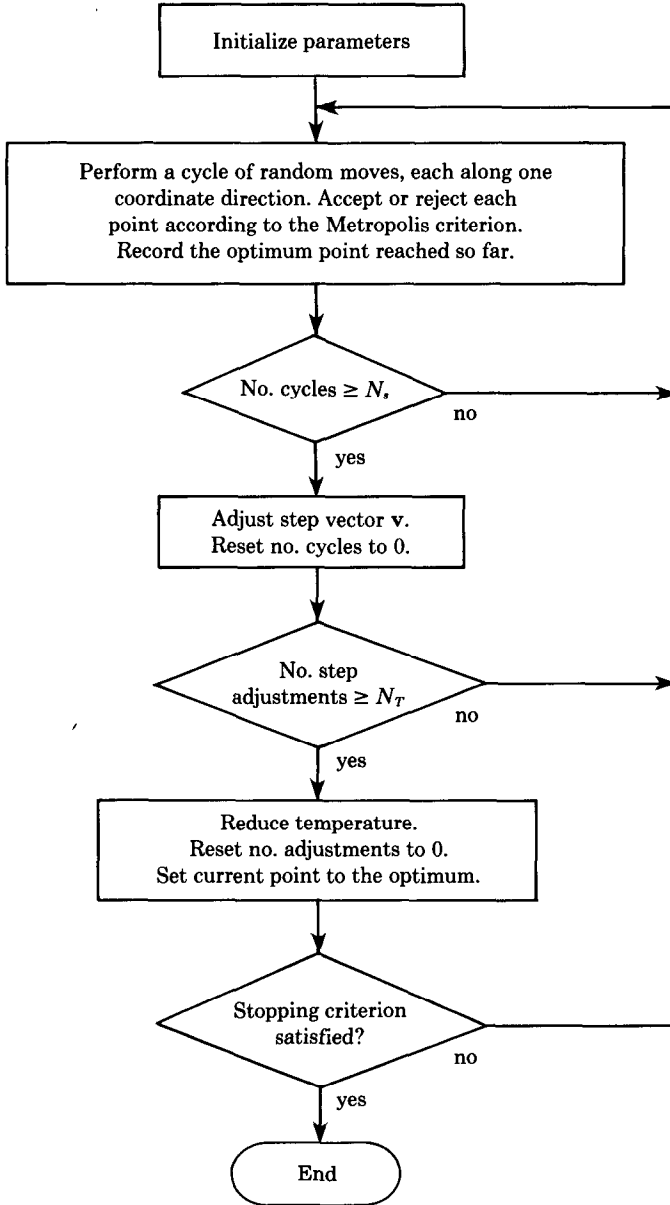 Initialize parameters
Perform a cycle of random moves, each along one
coordinate direction. Accept or reject each
point according to the Metropolis criterion.
Record the optimum point reached so far.
No. cycles ≥ Nₛ
no
yes
Adjust step vector v.
Reset no. cycles to 0.
No. step
adjustments ≥ N_T
no
yes
Reduce temperature.
Reset no. adjustments to 0.
Set current point to the optimum.
Stopping criterion
satisfied?
no
yes
End